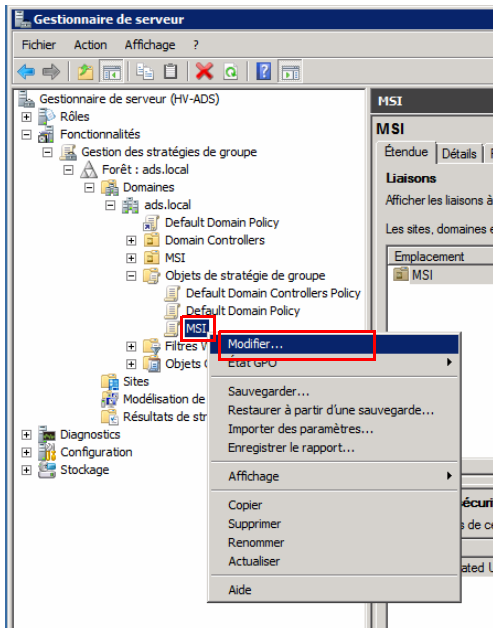 Gestionnaire de serveur
Fichier Action Affichage ?
Gestionnaire de serveur (HV-ADS)
Rôles
Fonctionnalités
Gestion des stratégies de groupe
Forêt : ads.local
Domaines
ads.local
Default Domain Policy
Domain Controllers
MSI
Objets de stratégie de groupe
Default Domain Controllers Policy
Default Domain Policy
MSI
Filtres W
Objets
Sites
Modélisation de
Résultats de str
Diagnostics
Configuration
Stockage
Modifier...
État GPO
Sauvegarder...
Restaurer à partir d'une sauvegarde...
Importer des paramètres...
Enregistrer le rapport...
Affichage
Copier
Supprimer
Renommer
Actualiser
Aide
MSI
MSI
Étendue Détails
Liaisons
Afficher les liaisons à
Les sites, domaines e
Emplacement
MSI
écuri
s de ce
ated U